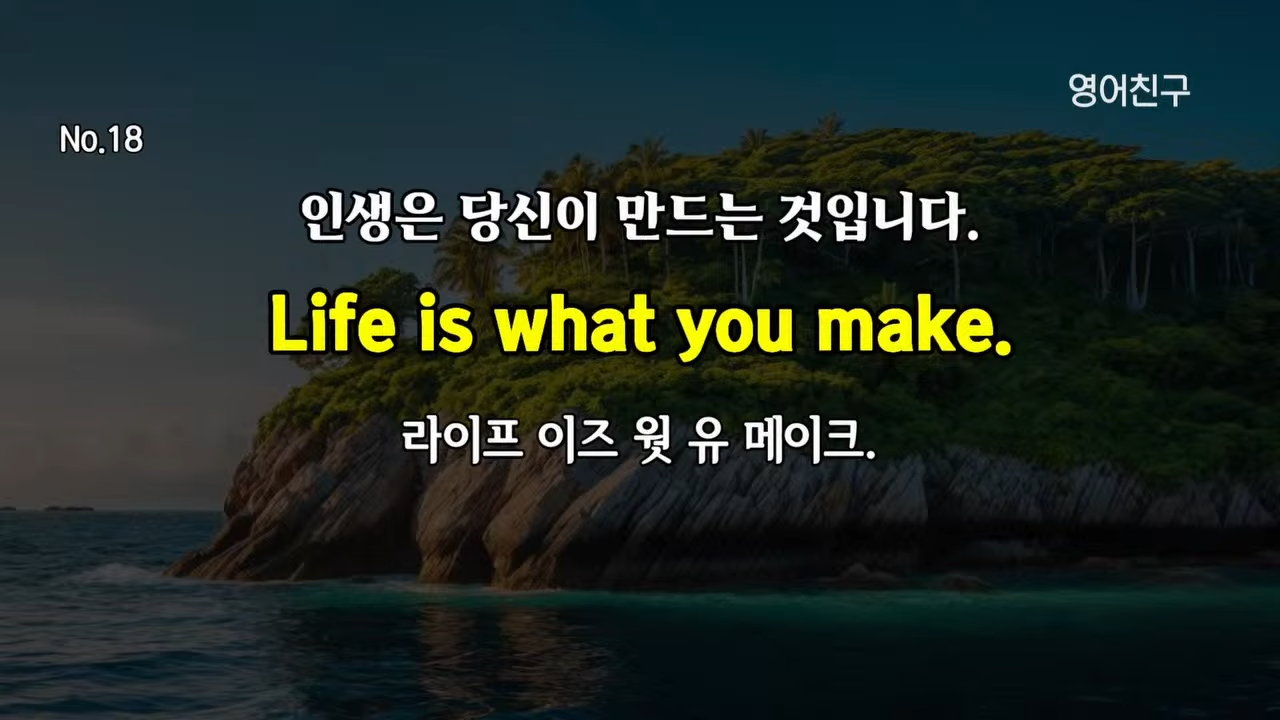 영어친구
No.18
인생은 당신이 만드는 것입니다.
Life is what you make.
라이프 이즈 웟 유 메이크.